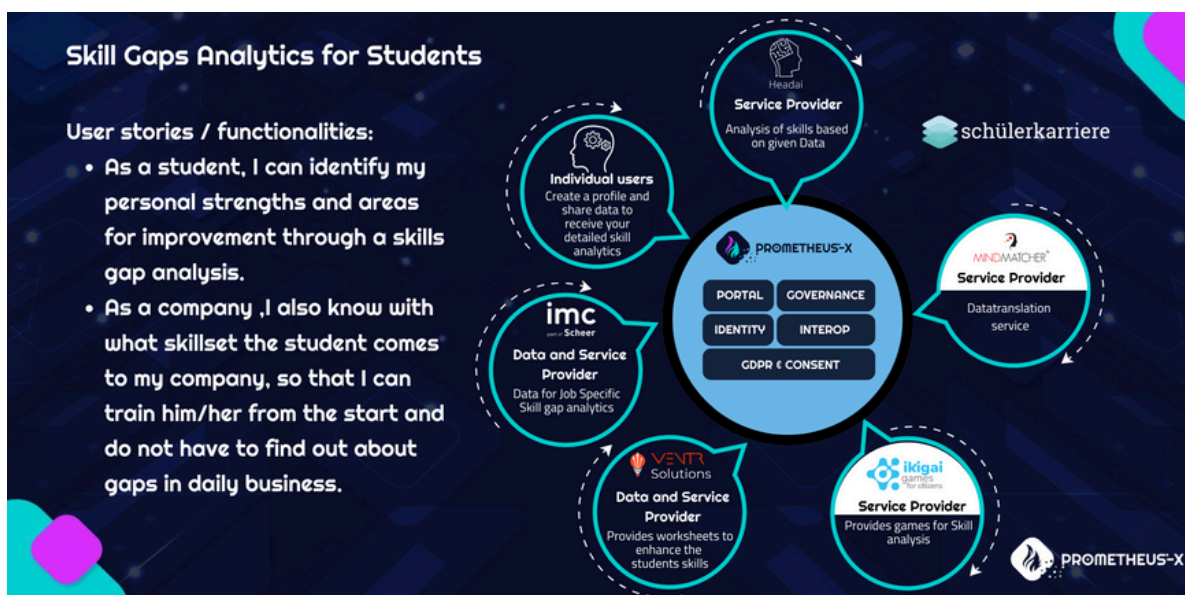 Skill Gaps Analytics for Students
User stories / functionalities:
• As a student, I can identify my
personal strengths and areas
for improvement through a skills
gap analysis.
• As a company ,I also know with
what skillset the student comes
to my company, so that I can
train him/her from the start and
do not have to find out about
gaps in daily business.
Headai
Service Provider
Analysis of skills based
on given Data
schülerkarriere
Individual users
Create a profile and
share data to
receive your
detailed skill
analytics
PROMETHEUS-X
PORTAL
GOVERNANCE
IDENTITY
INTEROP
GDPR & CONSENT
MINDMATCHER
Service Provider
Datatranslation
service
imc
part of Scheer
Data and Service
Provider
Data for Job Specific
Skill gap analytics
VENTR
Solutions
Data and Service
Provider
Provides worksheets to
enhance the
students skills
ikigai
games
for citizens
Service Provider
Provides games for Skill
analysis
PROMETHEUS-X